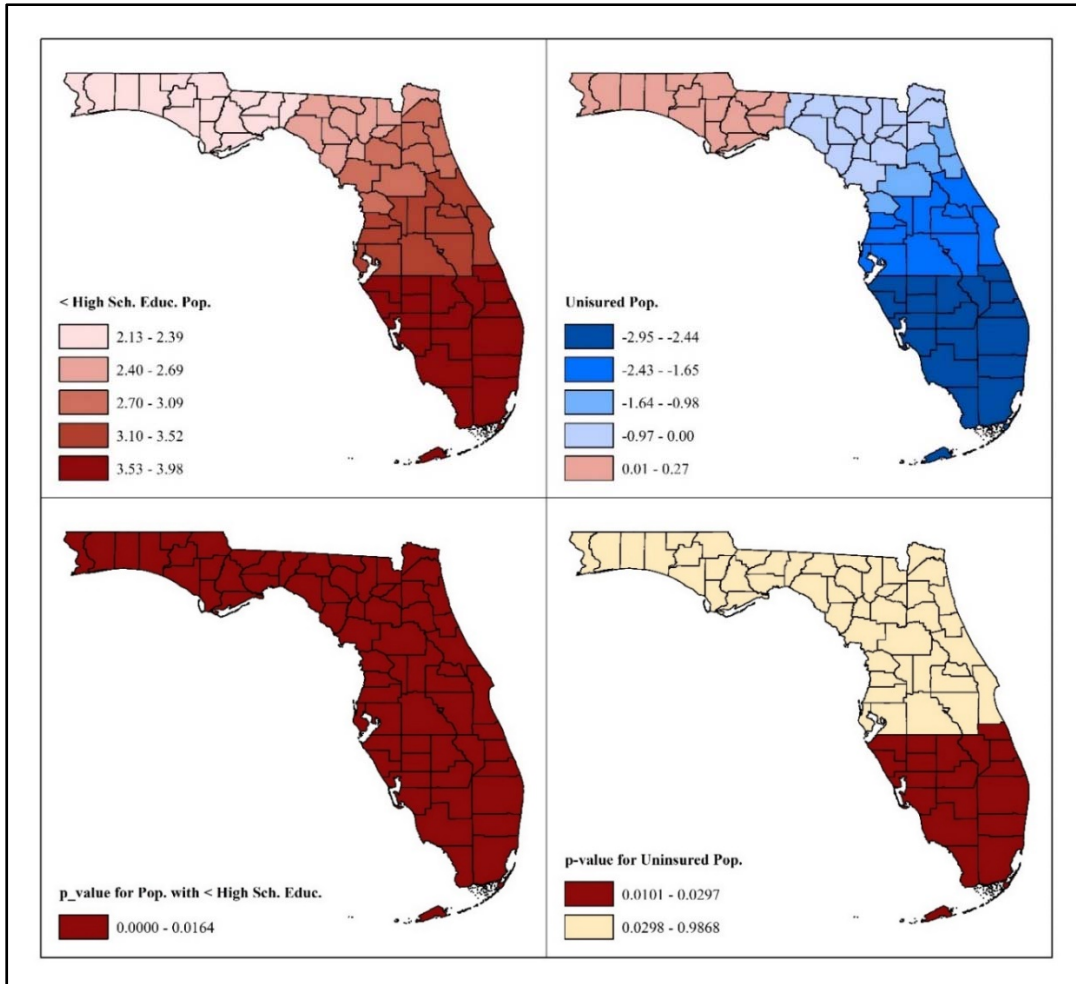 < High Sch. Educ. Pop.
2.13 - 2.39
2.40 - 2.69
2.70 - 3.09
3.10 - 3.52
3.53 - 3.98
Unisured Pop.
-2.95 - -2.44
-2.43 - -1.65
-1.64 - -0.98
-0.97 - 0.00
0.01 - 0.27
p_value for Pop. with < High Sch. Educ.
0.0000 - 0.0164
p-value for Uninsured Pop.
0.0101 - 0.0297
0.0298 - 0.9868